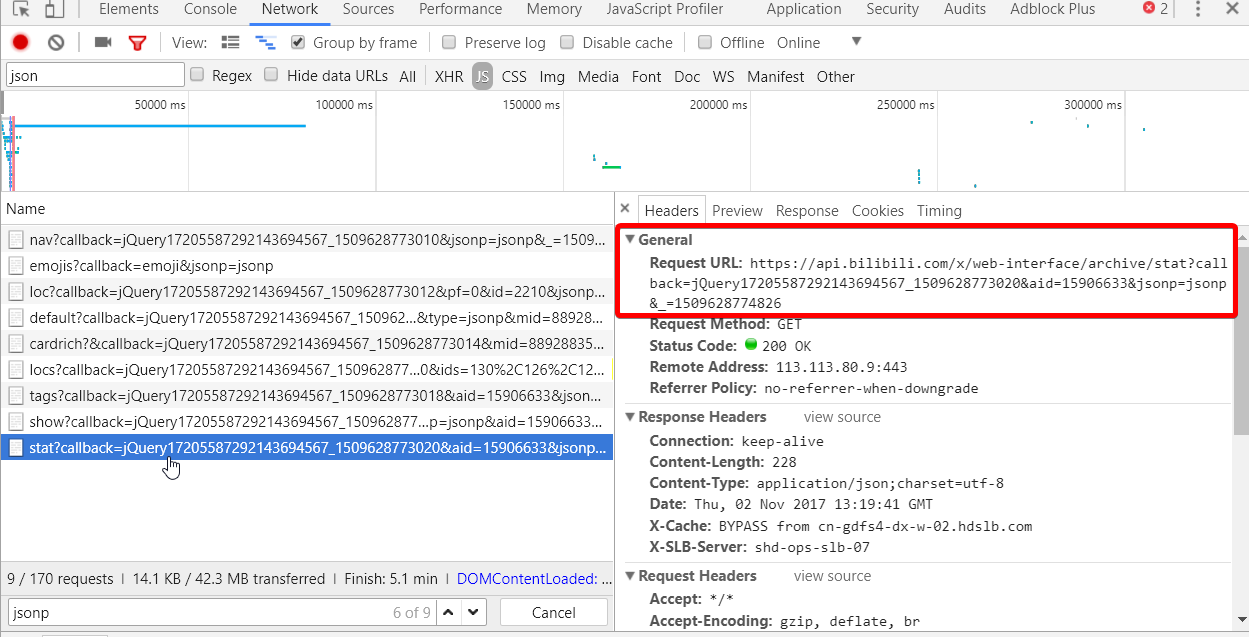 Elements Console Network Sources Performance Memory JavaScript Profiler Application Security Audits Adblock Plus 2
View: Group by frame Preserve log Disable cache Offline Online
json Regex Hide data URLs All XHR JS CSS Img Media Font Doc WS Manifest Other
50000 ms 100000 ms 150000 ms 200000 ms 250000 ms 300000 ms
Name
nav?callback=jQuery17205587292143694567_1509628773010&jsonp=jsonp&_=1509...
emojis?callback=emoji&jsonp=jsonp
loc?callback=jQuery17205587292143694567_1509628773012&pf=0&id=2210&jsonp...
default?callback=jQuery17205587292143694567_150962...&type=jsonp&mid=88928...
cardrich?&callback=jQuery17205587292143694567_1509628773014&mid=88928835...
locs?callback=jQuery17205587292143694567_150962877...0&ids=130%2C126%2C12...
tags?callback=jQuery17205587292143694567_1509628773018&aid=15906633&json...
show?callback=jQuery17205587292143694567_150962877...p=jsonp&aid=15906633...
stat?callback=jQuery17205587292143694567_1509628773020&aid=15906633&jsonp...
9 / 170 requests | 14.1 KB / 42.3 MB transferred | Finish: 5.1 min | DOMContentLoaded: ...
jsonp 6 of 9 Cancel
Headers Preview Response Cookies Timing
General
Request URL: https://api.bilibili.com/x/web-interface/archive/stat?call
back=jQuery17205587292143694567_1509628773020&aid=15906633&jsonp=jsonp
&_=1509628774826
Request Method: GET
Status Code: 200 OK
Remote Address: 113.113.80.9:443
Referrer Policy: no-referrer-when-downgrade
Response Headers view source
Connection: keep-alive
Content-Length: 228
Content-Type: application/json;charset=utf-8
Date: Thu, 02 Nov 2017 13:19:41 GMT
X-Cache: BYPASS from cn-gdfs4-dx-w-02.hdslb.com
X-SLB-Server: shd-ops-slb-07
Request Headers view source
Accept: */*
Accept-Encoding: gzip, deflate, br